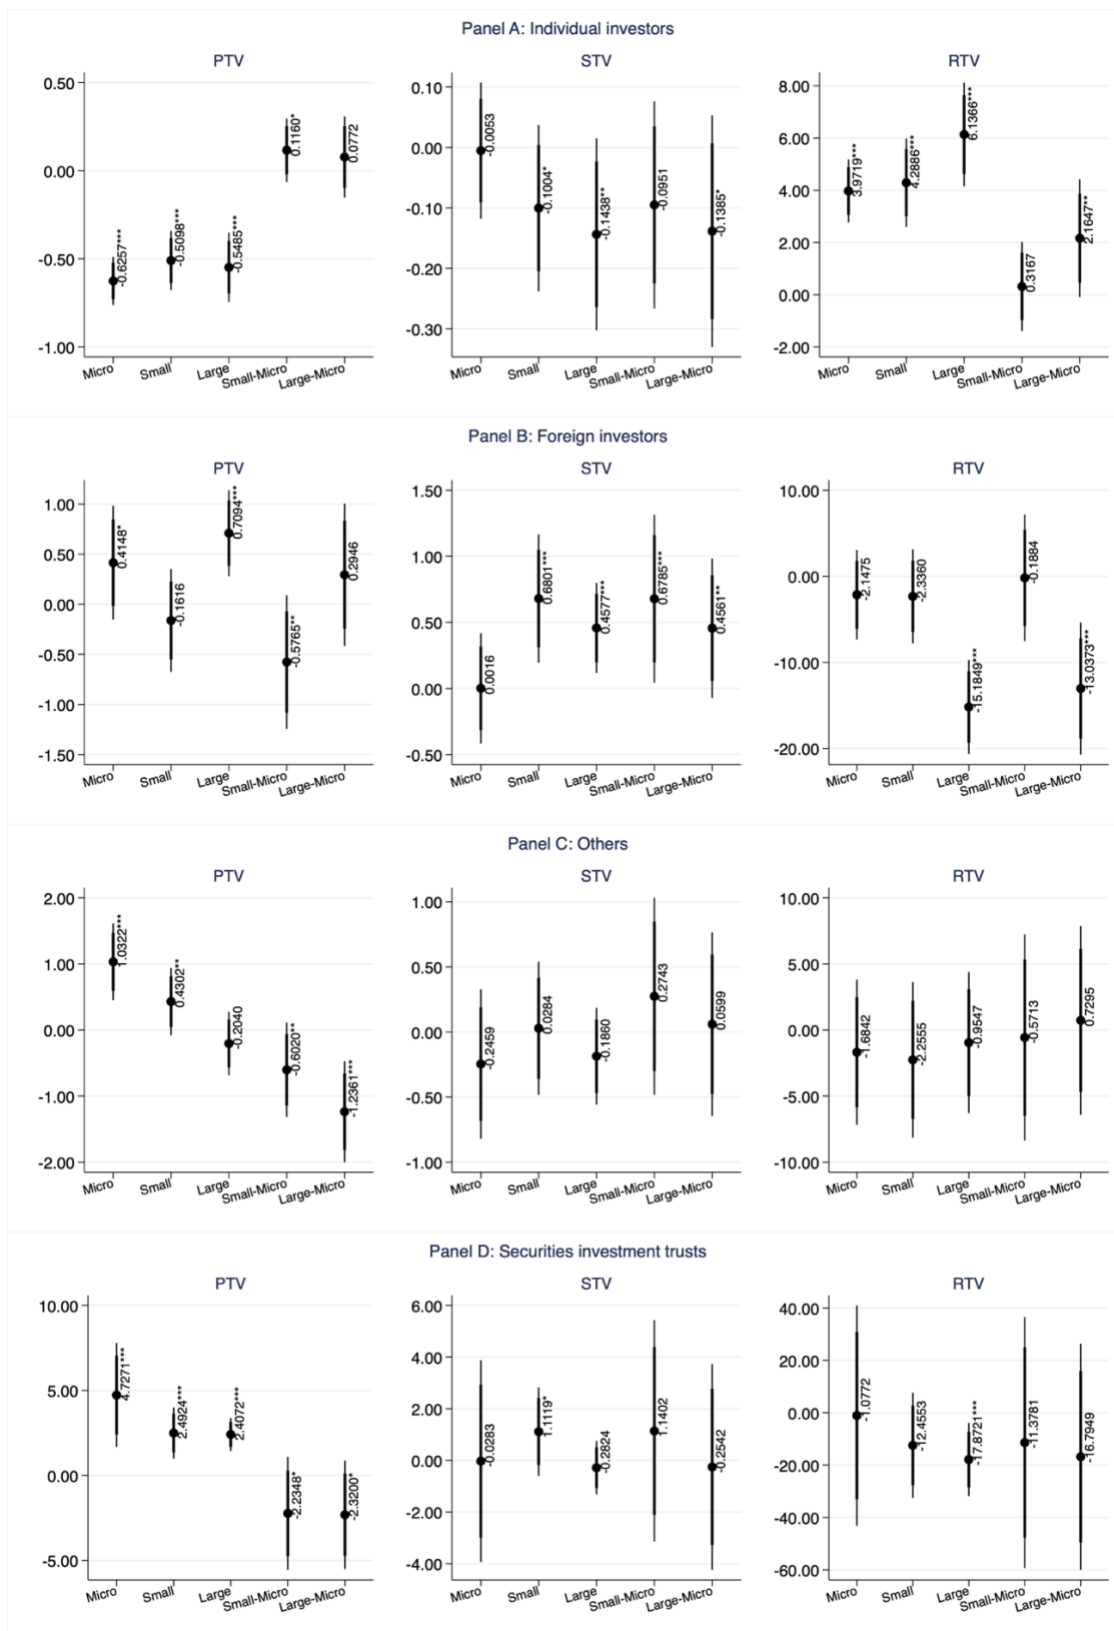 Panel A: Individual investors
PTV
0.50
0.00
-0.50
-1.00
-0.6257***
-0.5098***
-0.5485***
0.1160*
0.0772
Micro
Small
Large
Small-Micro
Large-Micro
STV
0.10
0.00
-0.10
-0.20
-0.30
-0.0053
-0.1004*
-0.1438**
-0.0951
-0.1385*
Micro
Small
Large
Small-Micro
Large-Micro
RTV
8.00
6.00
4.00
2.00
0.00
-2.00
3.9719***
4.2886***
6.1366***
0.3167
2.1647**
Micro
Small
Large
Small-Micro
Large-Micro
Panel B: Foreign investors
PTV
1.00
0.50
0.00
-0.50
-1.00
-1.50
0.4148*
-0.1616
0.7094***
-0.5765**
0.2946
Micro
Small
Large
Small-Micro
Large-Micro
STV
1.50
1.00
0.50
0.00
-0.50
0.0016
0.6801***
0.4577***
0.6785***
0.4561**
Micro
Small
Large
Small-Micro
Large-Micro
RTV
10.00
0.00
-10.00
-20.00
-2.1475
-2.3360
-15.1849***
-0.1884
-13.0373***
Micro
Small
Large
Small-Micro
Large-Micro
Panel C: Others
PTV
2.00
1.00
0.00
-1.00
-2.00
1.0322***
0.4302**
-0.2040
-0.6020**
-1.2361***
Micro
Small
Large
Small-Micro
Large-Micro
STV
1.00
0.50
0.00
-0.50
-1.00
-0.2459
0.0284
-0.1860
0.2743
0.0599
Micro
Small
Large
Small-Micro
Large-Micro
RTV
10.00
5.00
0.00
-5.00
-10.00
-1.6842
-2.2555
-0.9547
-0.5713
0.7295
Micro
Small
Large
Small-Micro
Large-Micro
Panel D: Securities investment trusts
PTV
10.00
5.00
0.00
-5.00
4.7271***
2.4924***
2.4072***
-2.2348*
-2.3200*
Micro
Small
Large
Small-Micro
Large-Micro
STV
6.00
4.00
2.00
0.00
-2.00
-4.00
-0.0283
1.1119*
-0.2824
1.1402
-0.2542
Micro
Small
Large
Small-Micro
Large-Micro
RTV
40.00
20.00
0.00
-20.00
-40.00
-60.00
-1.0772
-12.4553
-17.8721***
-11.3781
-16.7949
Micro
Small
Large
Small-Micro
Large-Micro